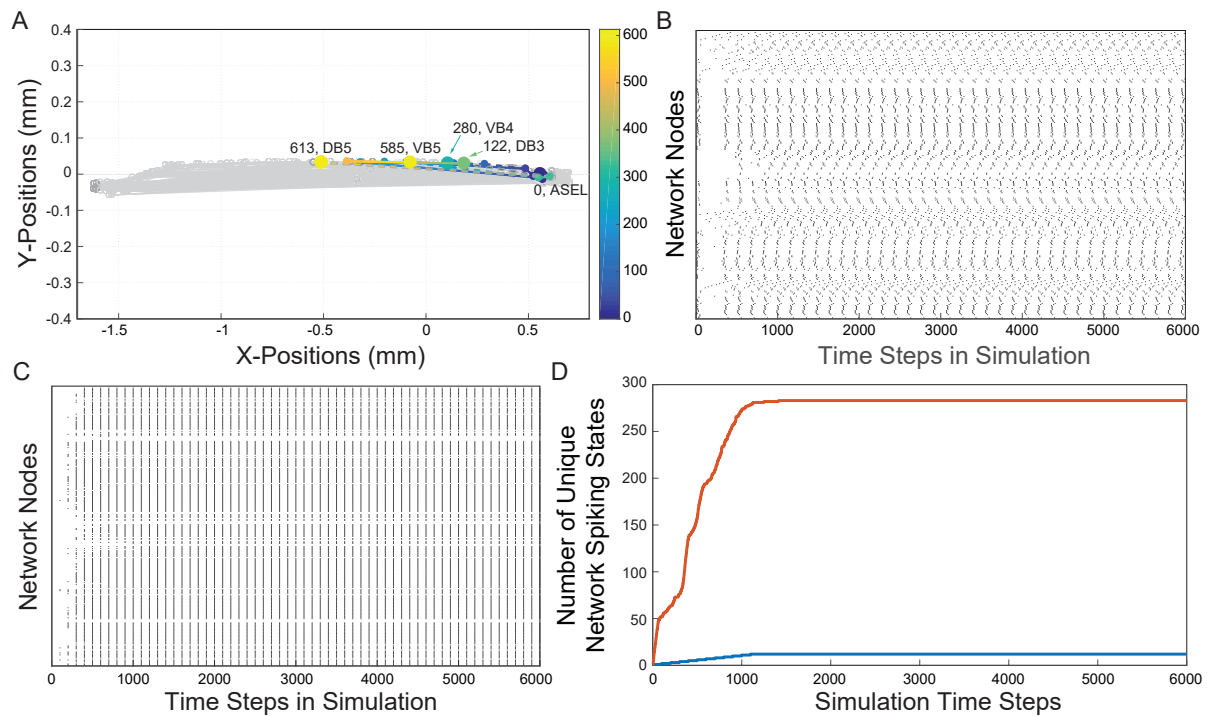 A
Y-Positions (mm)
0.4
0.3
0.2
0.1
0
-0.1
-0.2
-0.3
-0.4
613, DB5
585, VB5
280, VB4
122, DB3
0, ASEL
-1.5
-1
-0.5
0
0.5
X-Positions (mm)
600
500
400
300
200
100
0
B
Network Nodes
0
1000
2000
3000
4000
5000
6000
Time Steps in Simulation
C
Network Nodes
0
1000
2000
3000
4000
5000
6000
Time Steps in Simulation
D
Number of Unique
Network Spiking States
300
250
200
150
100
50
0
0
1000
2000
3000
4000
5000
6000
Simulation Time Steps